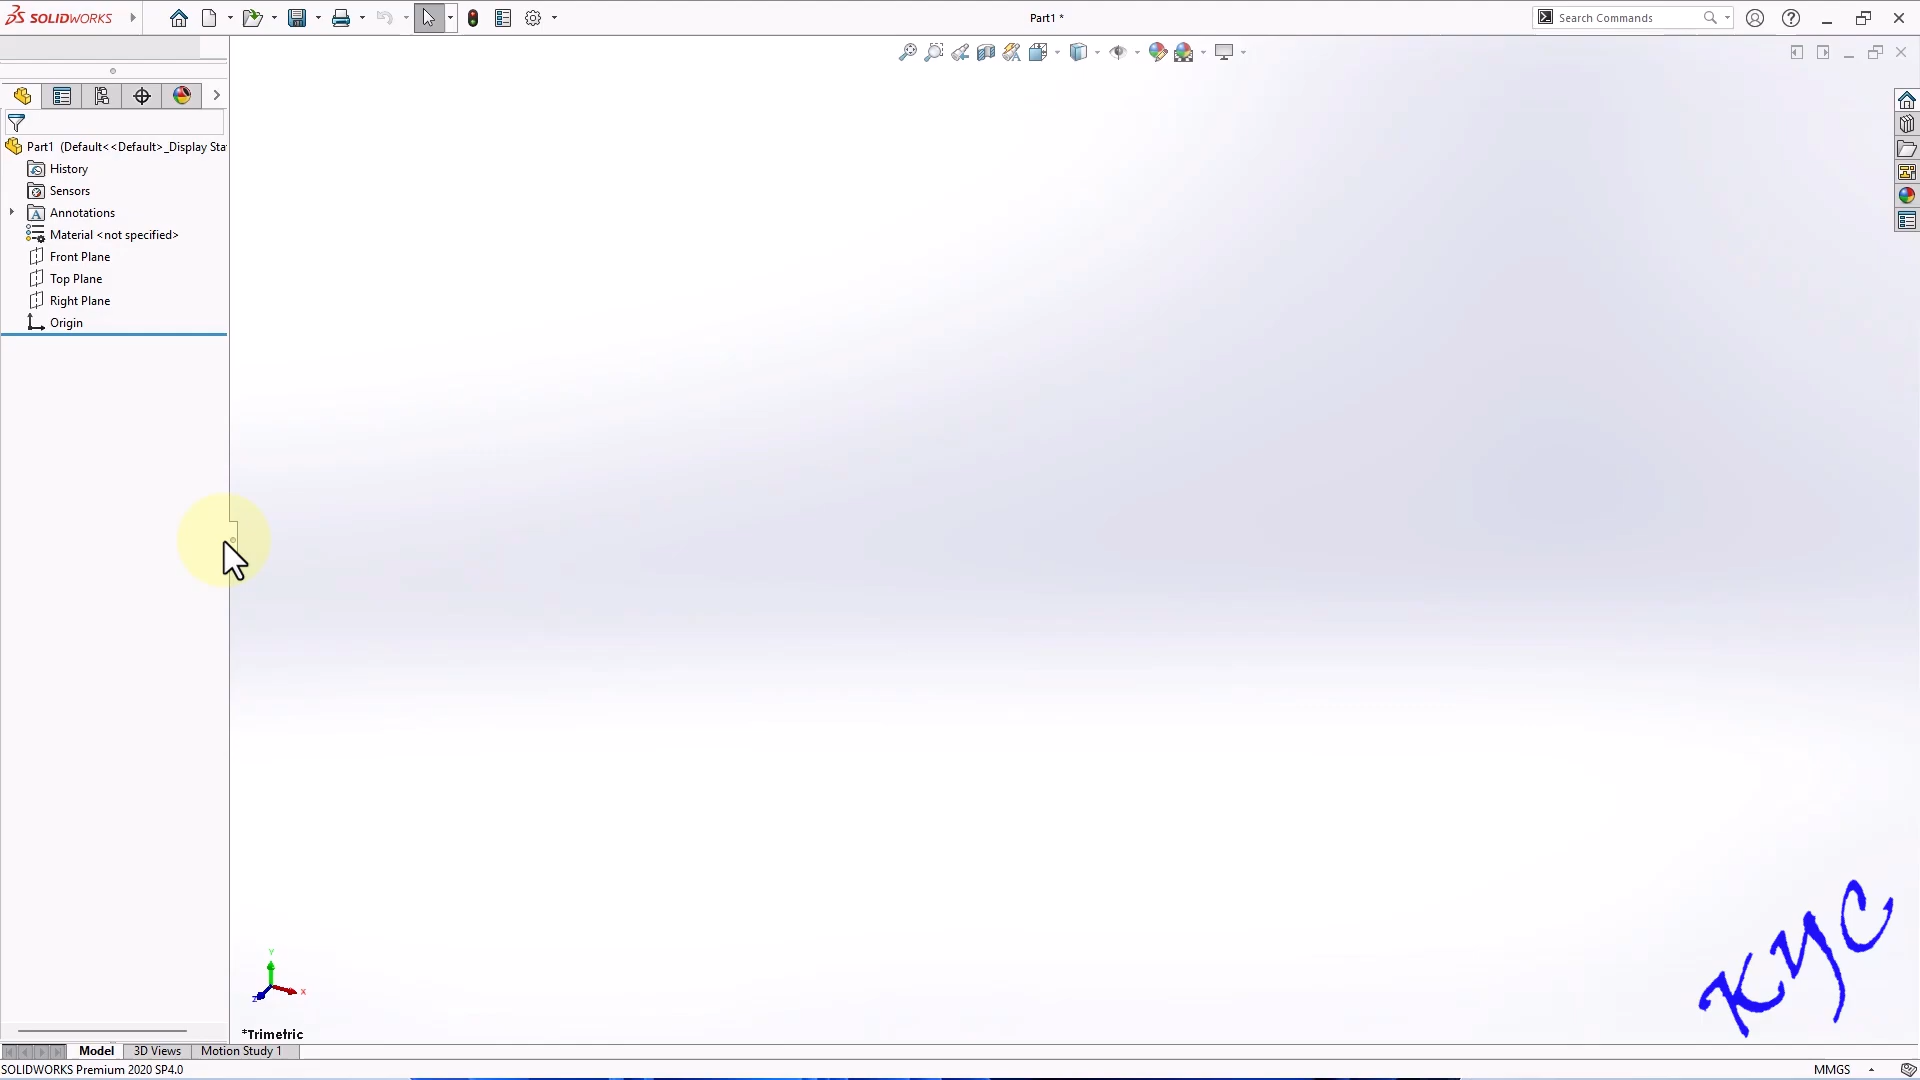 SOLIDWORKS
Part1 *
Search Commands
Part1 (Default<<Default>_Display Sta
History
Sensors
Annotations
Material <not specified>
Front Plane
Top Plane
Right Plane
Origin
Y
X
Z
*Trimetric
KYC
Model
3D Views
Motion Study 1
SOLIDWORKS Premium 2020 SP4.0
MMGS